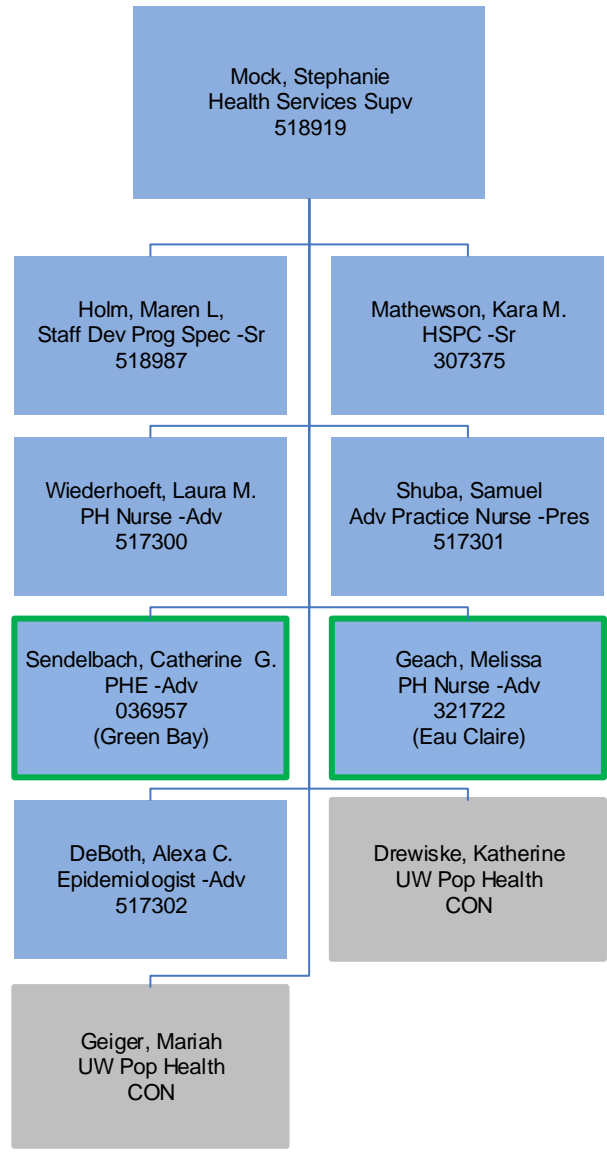 Mock, Stephanie
Health Services Supv
518919
Holm, Maren L,
Staff Dev Prog Spec -Sr
518987
Mathewson, Kara M.
HSPC -Sr
307375
Wiederhoeft, Laura M.
PH Nurse -Adv
517300
Shuba, Samuel
Adv Practice Nurse -Pres
517301
Sendelbach, Catherine  G.
PHE -Adv
036957
(Green Bay)
Geach, Melissa
PH Nurse -Adv
321722
(Eau Claire)
DeBoth, Alexa C.
Epidemiologist -Adv
517302
Drewiske, Katherine
UW Pop Health
CON
Geiger, Mariah
UW Pop Health
CON